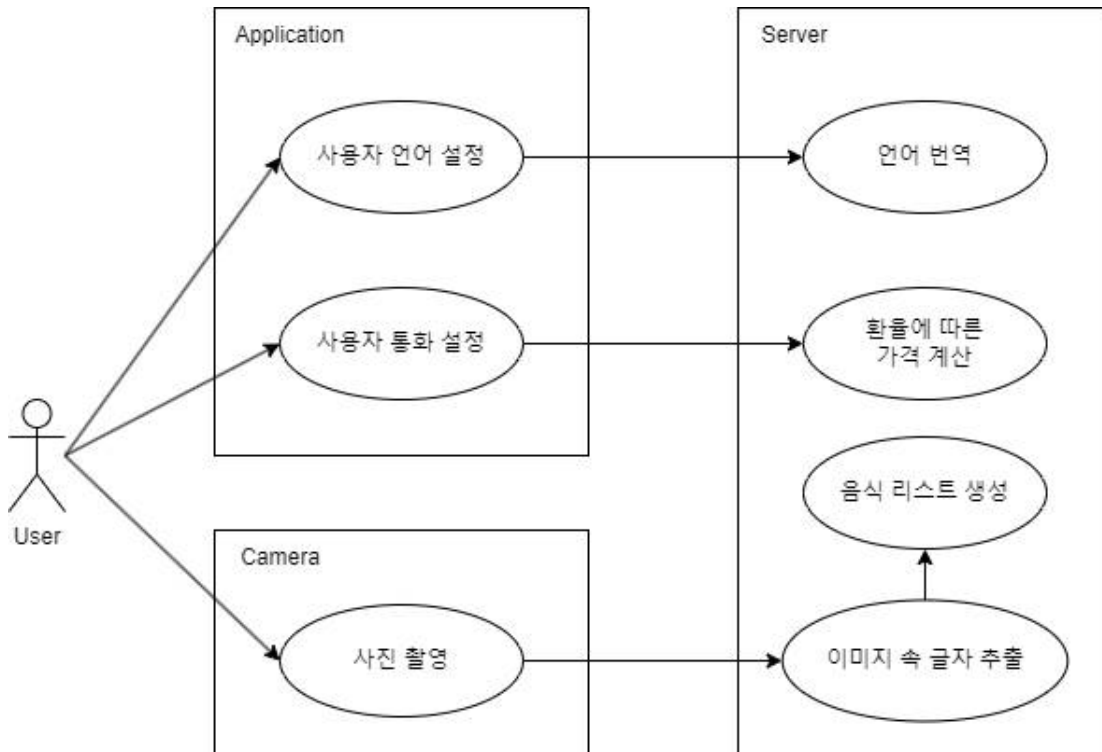 Application
사용자 언어 설정
사용자 통화 설정
User
Camera
사진 촬영
Server
언어 번역
환율에 따른
가격 계산
음식 리스트 생성
이미지 속 글자 추출